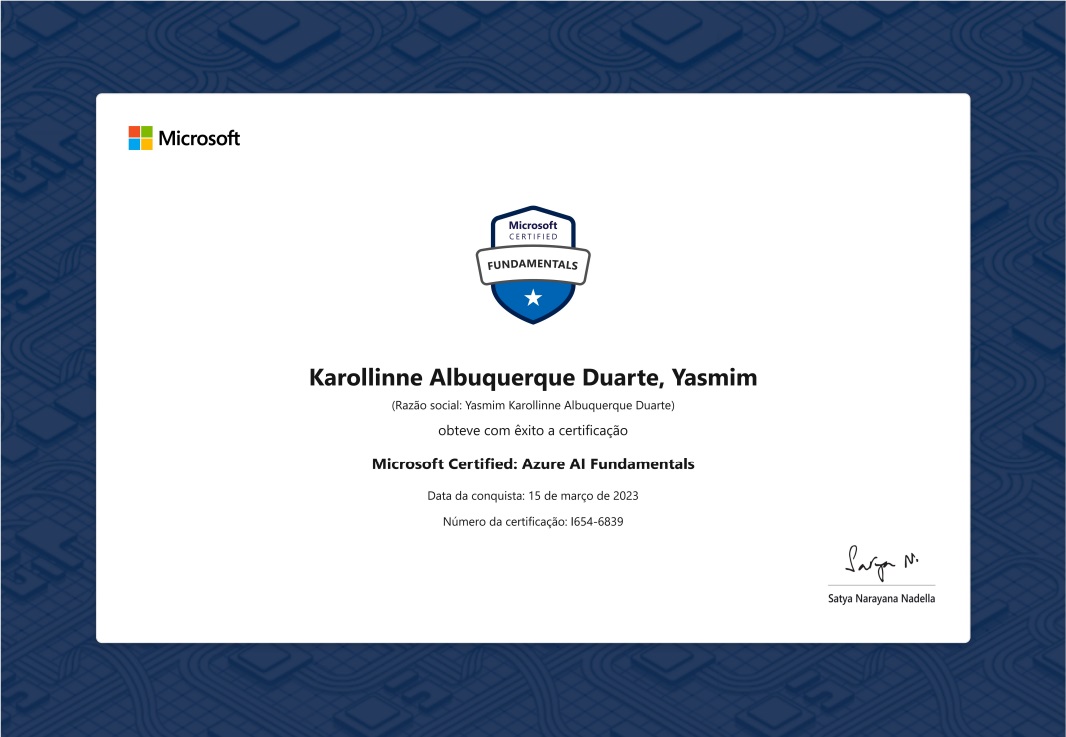 Microsoft
Microsoft
CERTIFIED
FUNDAMENTALS
Karollinne Albuquerque Duarte, Yasmim
(Razão social: Yasmim Karollinne Albuquerque Duarte)
obteve com êxito a certificação
Microsoft Certified: Azure AI Fundamentals
Data da conquista: 15 de março de 2023
Número da certificação: I654-6839
Satya N.
Satya Narayana Nadella